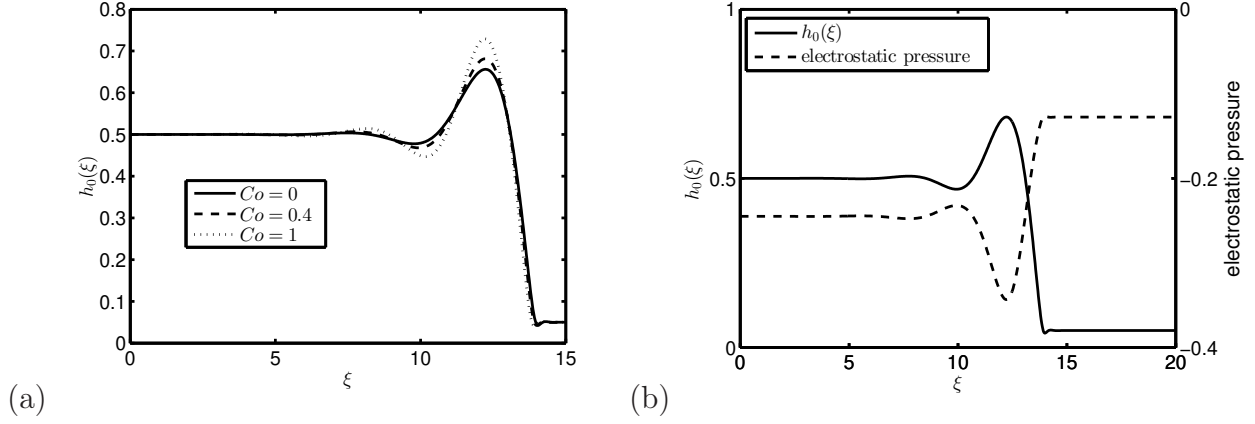 0.8
0.7
0.6
0.5
0.4
0.3
0.2
0.1
0
h₀(ξ)
Co = 0
Co = 0.4
Co = 1
0 5 10 15
ξ
(a)
1
0.5
0
h₀(ξ)
h₀(ξ)
electrostatic pressure
0
−0.2
−0.4
electrostatic pressure
0 5 10 15 20
ξ
(b)